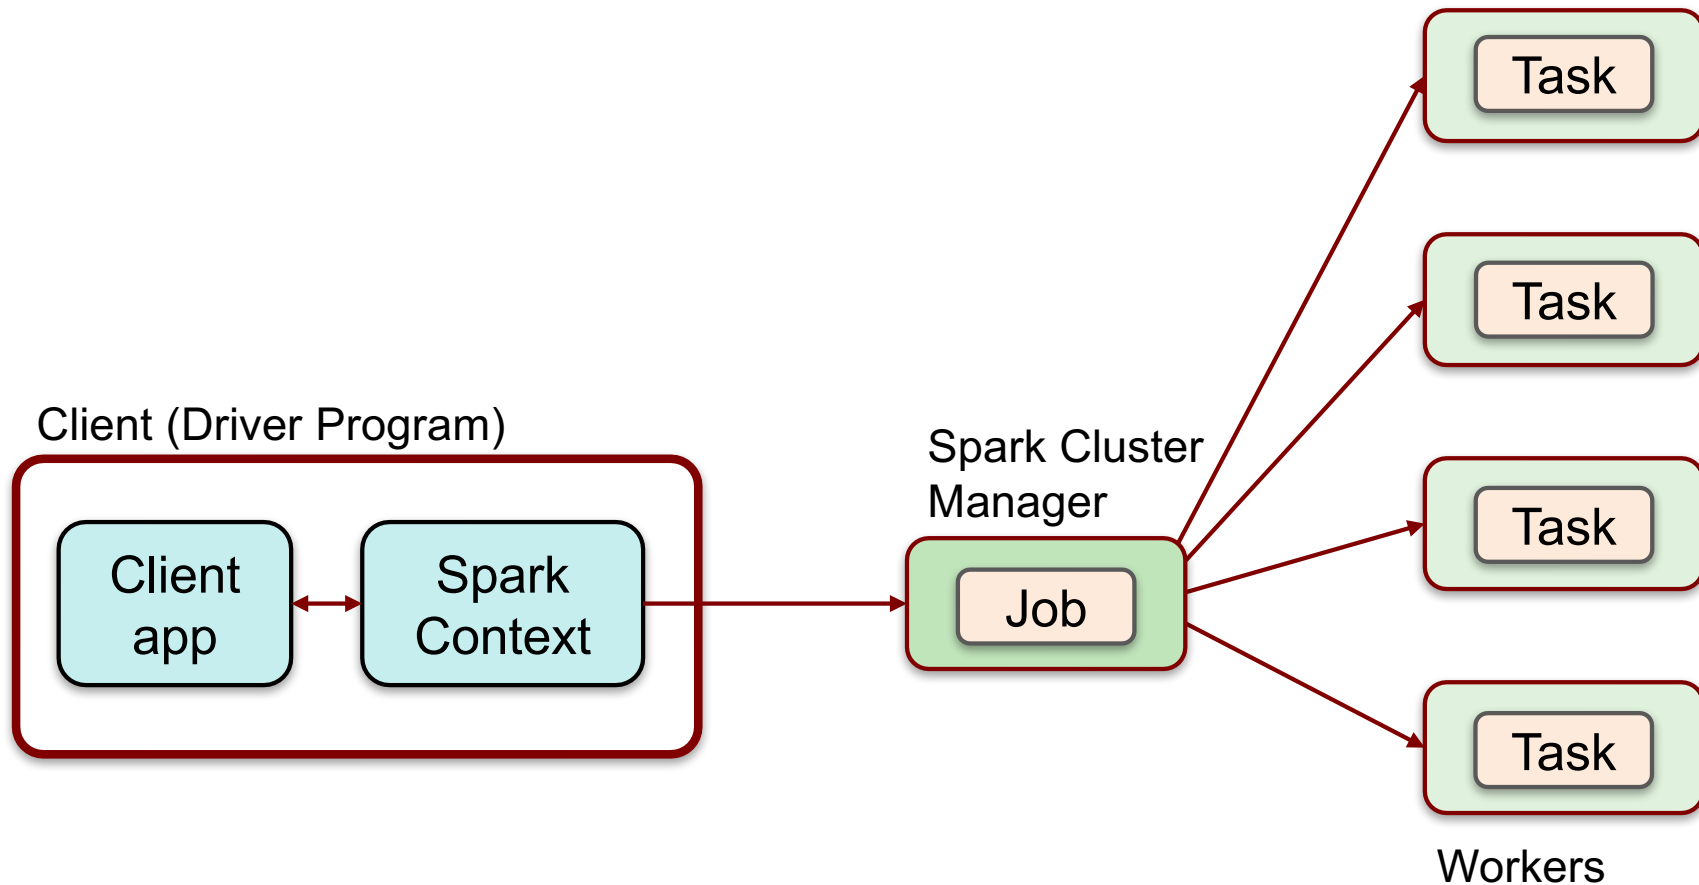 Client (Driver Program)
Client
app
Spark
Context
Spark Cluster
Manager
Job
Task
Task
Task
Task
Workers